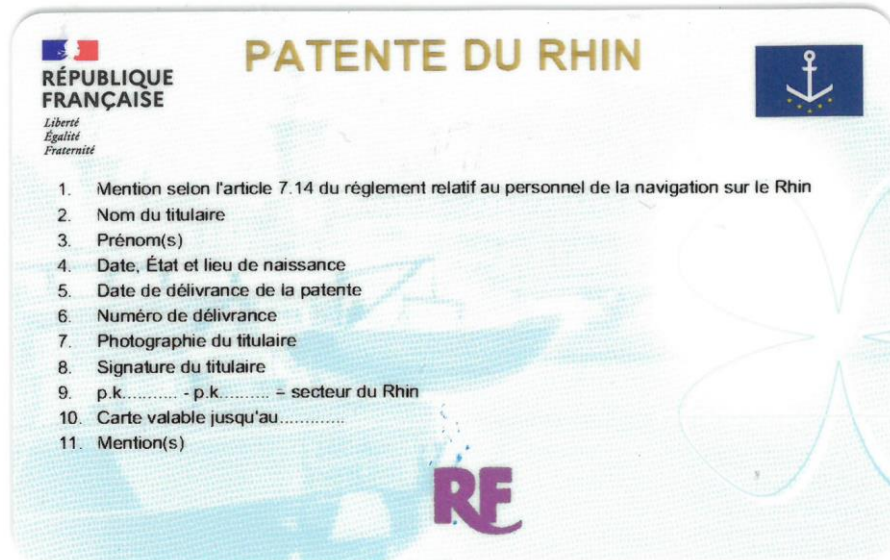 PATENTE DU RHIN
RÉPUBLIQUE
FRANÇAISE
Liberté
Égalité
Fraternité
1. Mention selon l'article 7.14 du réglement relatif au personnel de la navigation sur le Rhin
2. Nom du titulaire
3. Prénom(s)
4. Date, État et lieu de naissance
5. Date de délivrance de la patente
6. Numéro de délivrance
7. Photographie du titulaire
8. Signature du titulaire
9. p.k........... - p.k.......... – secteur du Rhin
10. Carte valable jusqu'au.............
11. Mention(s)
RF